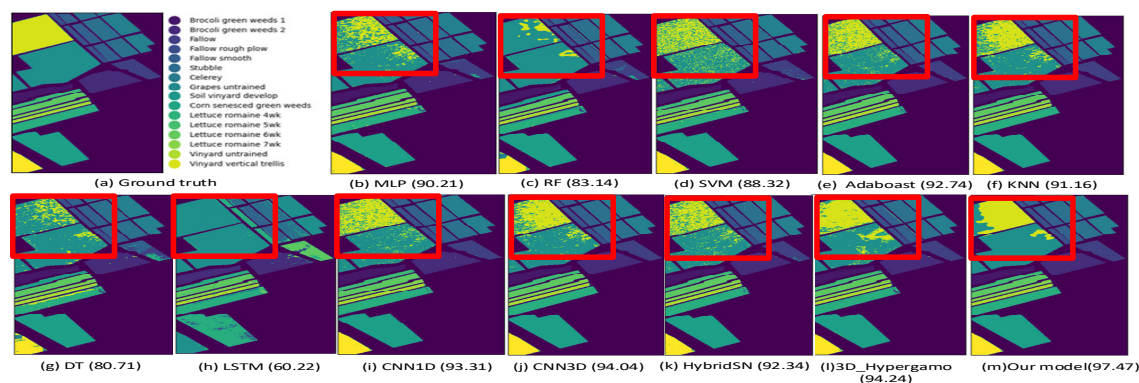 Brocoli green weeds 1
Brocoli green weeds 2
Fallow
Fallow rough plow
Fallow smooth
Stubble
Celerey
Grapes untrained
Soil vinyard develop
Corn senesced green weeds
Lettuce romaine 4wk
Lettuce romaine 5wk
Lettuce romaine 6wk
Lettuce romaine 7wk
Vinyard untrained
Vinyard vertical trellis
(a) Ground truth
(b) MLP (90.21)
(c) RF (83.14)
(d) SVM (88.32)
(e) Adaboast (92.74)
(f) KNN (91.16)
(g) DT (80.71)
(h) LSTM (60.22)
(i) CNN1D (93.31)
(j) CNN3D (94.04)
(k) HybridSN (92.34)
(l)3D_Hypergamo
(94.24)
(m)Our model(97.47)